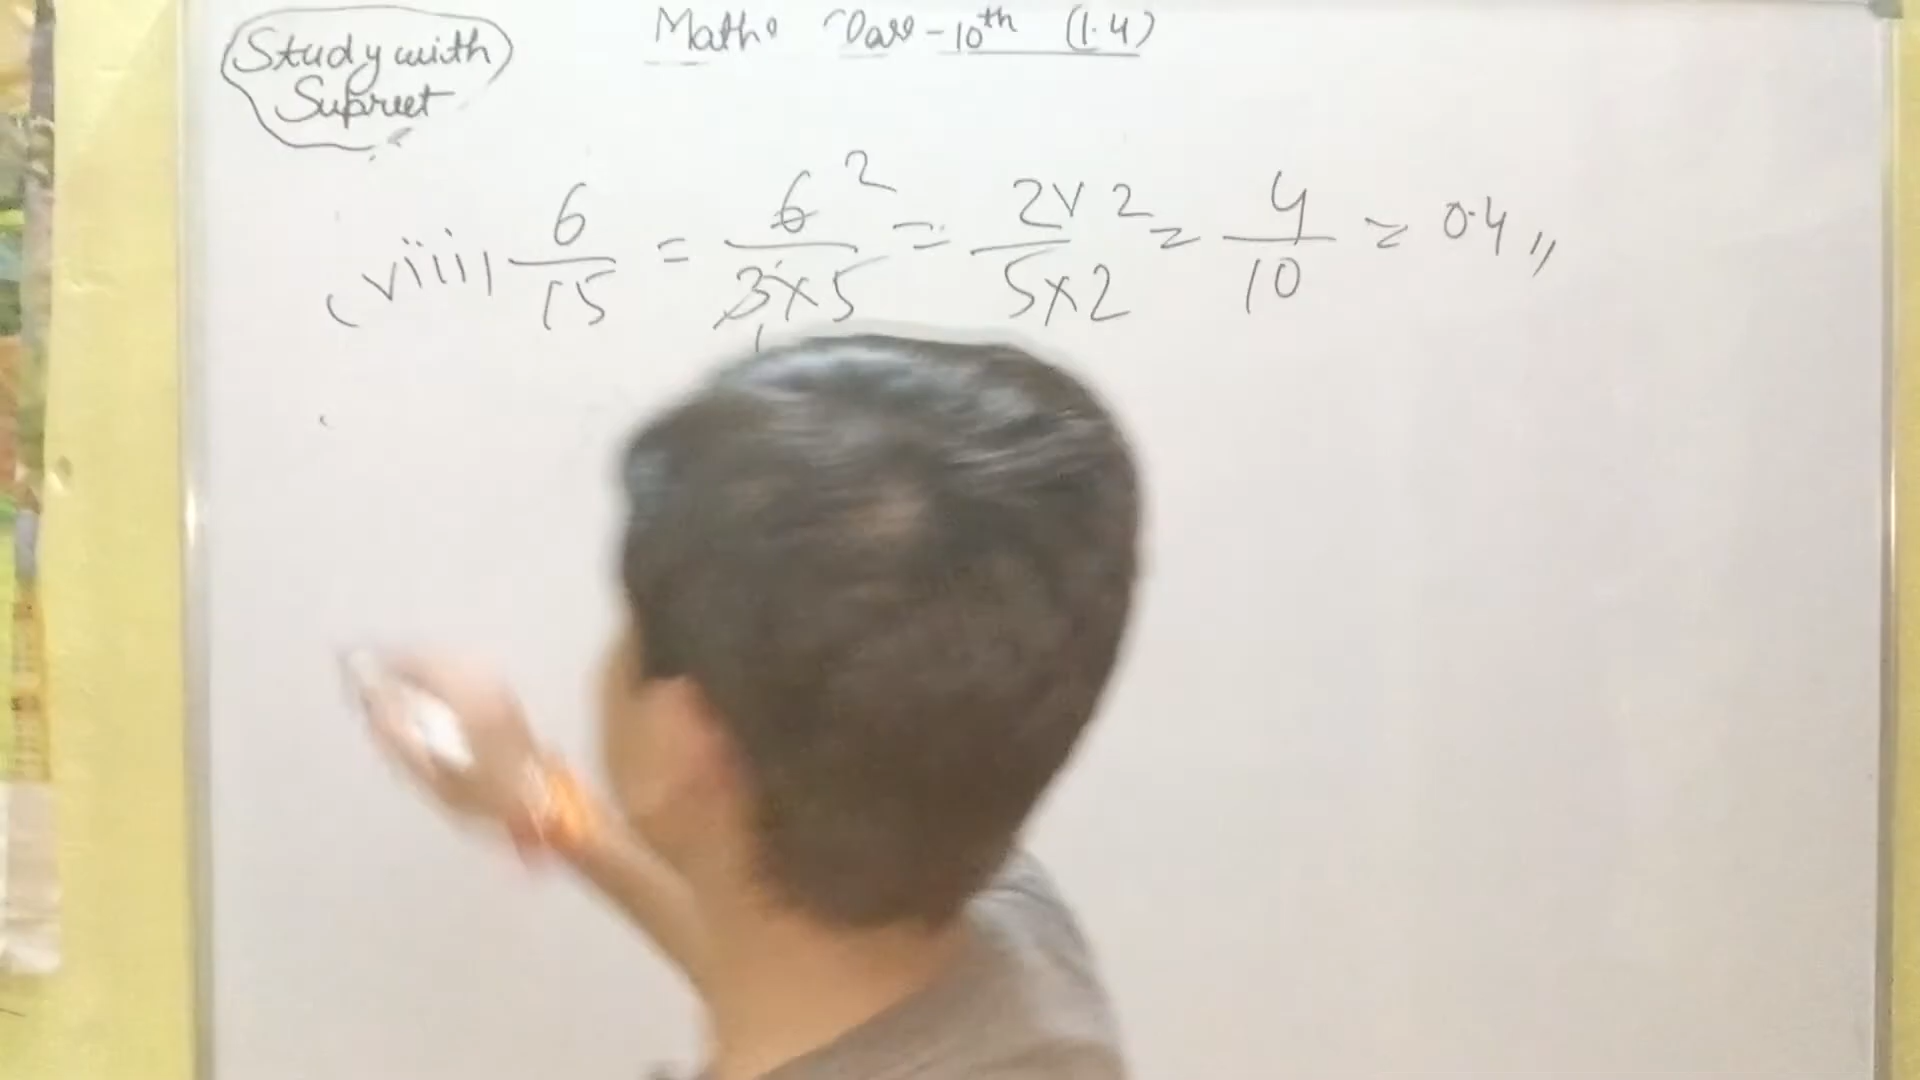 Study with
Supreet
Maths Class - 10th (1.4)
(viii) 6/15 = 6²/3×5 = 2×2/5×2 = 4/10 = 0.4 ,,